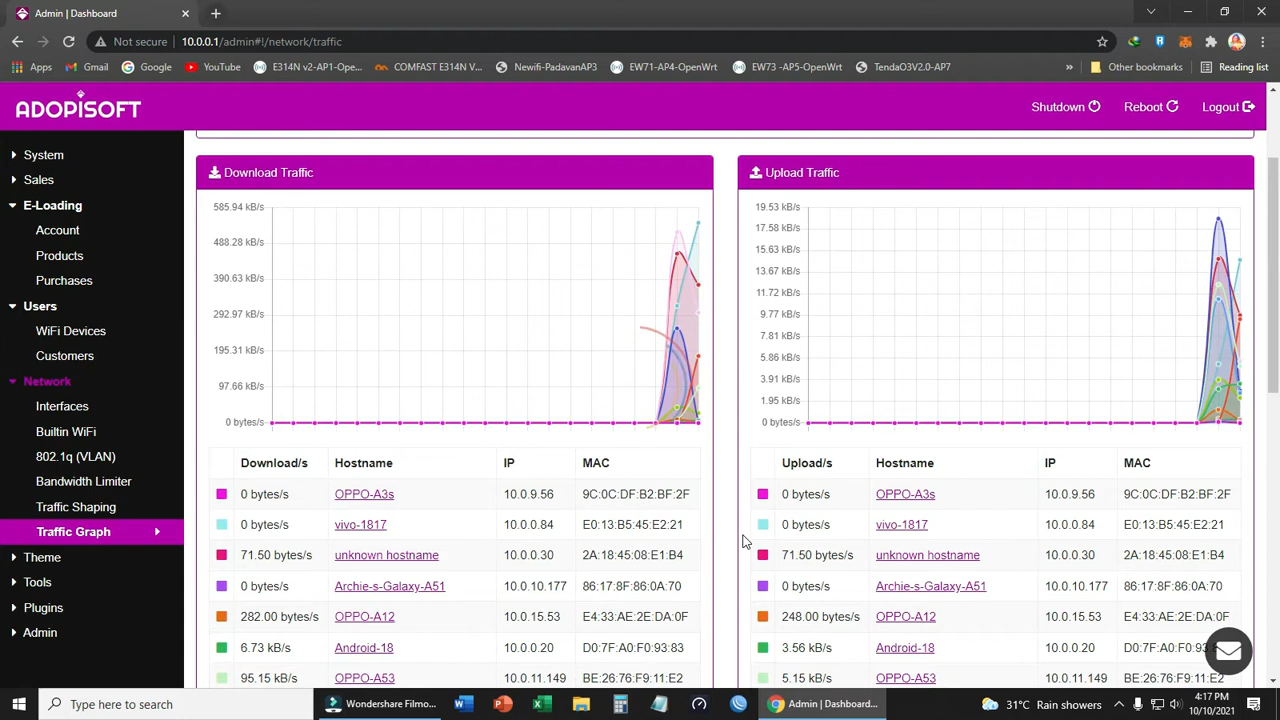 Admin | Dashboard
Not secure | 10.0.0.1/admin#!/network/traffic
Apps Gmail Google YouTube E314N v2-AP1-Ope... COMFAST E314N V... Newifi-PadavanAP3 EW71-AP4-OpenWrt EW73 -AP5-OpenWrt TendaO3V2.0-AP7 » Other bookmarks Reading list
ADOPISOFT
Shutdown Reboot Logout
System
Sales
E-Loading
Account
Products
Purchases
Users
WiFi Devices
Customers
Network
Interfaces
Builtin WiFi
802.1q (VLAN)
Bandwidth Limiter
Traffic Shaping
Traffic Graph
Theme
Tools
Plugins
Admin
Download Traffic
585.94 kB/s
488.28 kB/s
390.63 kB/s
292.97 kB/s
195.31 kB/s
97.66 kB/s
0 bytes/s
Download/s Hostname IP MAC
0 bytes/s OPPO-A3s 10.0.9.56 9C:0C:DF:B2:BF:2F
0 bytes/s vivo-1817 10.0.0.84 E0:13:B5:45:E2:21
71.50 bytes/s unknown hostname 10.0.0.30 2A:18:45:08:E1:B4
0 bytes/s Archie-s-Galaxy-A51 10.0.10.177 86:17:8F:86:0A:70
282.00 bytes/s OPPO-A12 10.0.15.53 E4:33:AE:2E:DA:0F
6.73 kB/s Android-18 10.0.0.20 D0:7F:A0:F0:93:83
95.15 kB/s OPPO-A53 10.0.11.149 BE:26:76:F9:11:E2
Upload Traffic
19.53 kB/s
17.58 kB/s
15.63 kB/s
13.67 kB/s
11.72 kB/s
9.77 kB/s
7.81 kB/s
5.86 kB/s
3.91 kB/s
1.95 kB/s
0 bytes/s
Upload/s Hostname IP MAC
0 bytes/s OPPO-A3s 10.0.9.56 9C:0C:DF:B2:BF:2F
0 bytes/s vivo-1817 10.0.0.84 E0:13:B5:45:E2:21
71.50 bytes/s unknown hostname 10.0.0.30 2A:18:45:08:E1:B4
0 bytes/s Archie-s-Galaxy-A51 10.0.10.177 86:17:8F:86:0A:70
248.00 bytes/s OPPO-A12 10.0.15.53 E4:33:AE:2E:DA:0F
3.56 kB/s Android-18 10.0.0.20 D0:7F:A0:F0:93
5.15 kB/s OPPO-A53 10.0.11.149 BE:26:76:F9:11:E2
Type here to search
Wondershare Filmo...
Admin | Dashboard...
31°C Rain showers
4:17 PM
10/10/2021